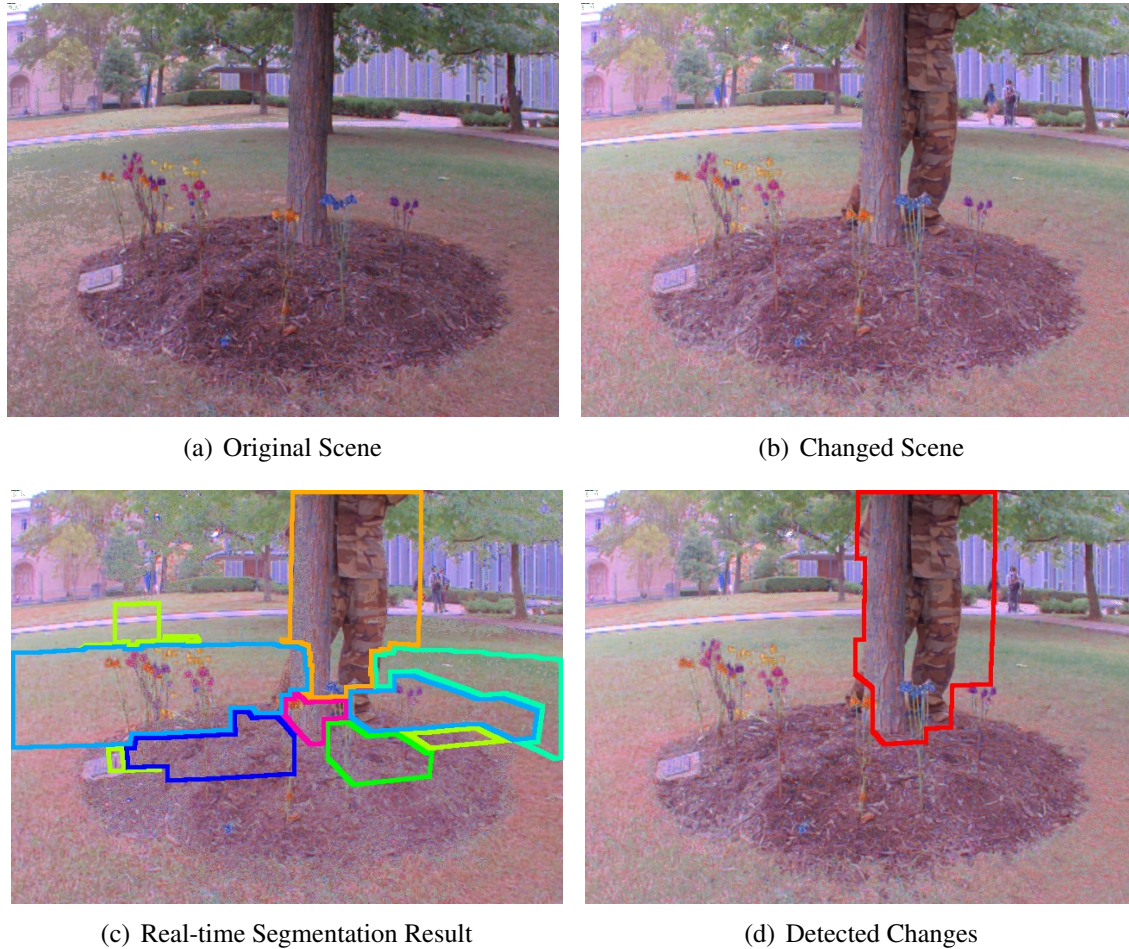 (a) Original Scene
(b) Changed Scene
(c) Real-time Segmentation Result
(d) Detected Changes